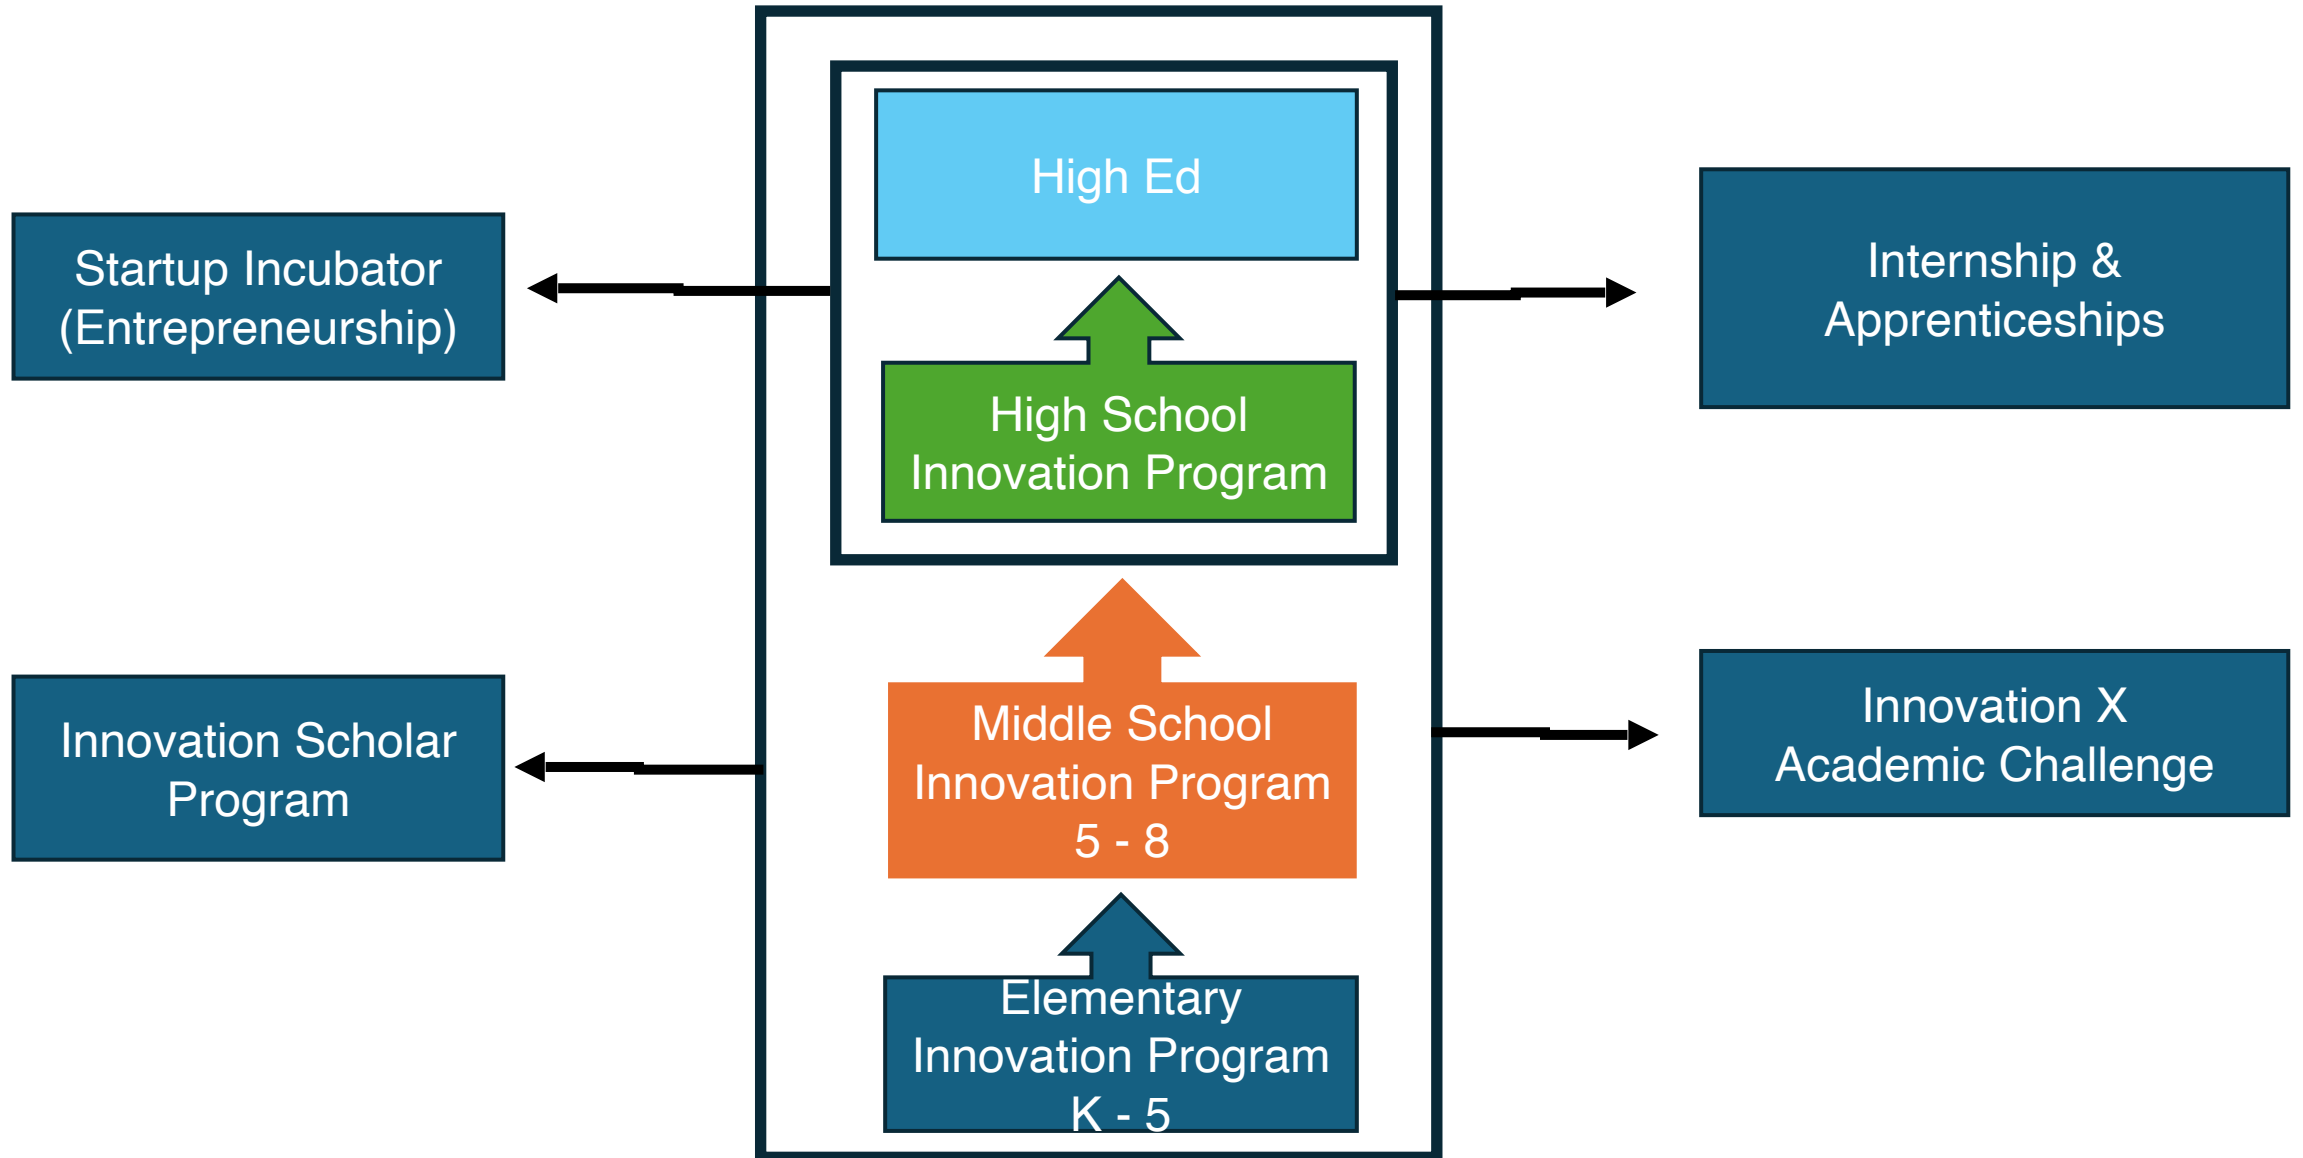 High Ed
Startup Incubator
(Entrepreneurship)
Internship &
Apprenticeships
High School
Innovation Program
Innovation Scholar
Program
Middle School
Innovation Program
5 - 8
Innovation X
Academic Challenge
Elementary
Innovation Program
K - 5